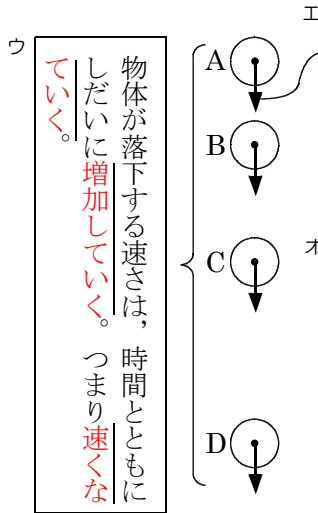 エ
A
B
オ
C
D
ウ
物体が落下する速さは，時間とともに
しだいに増加していく。つまり速くな
ていく。